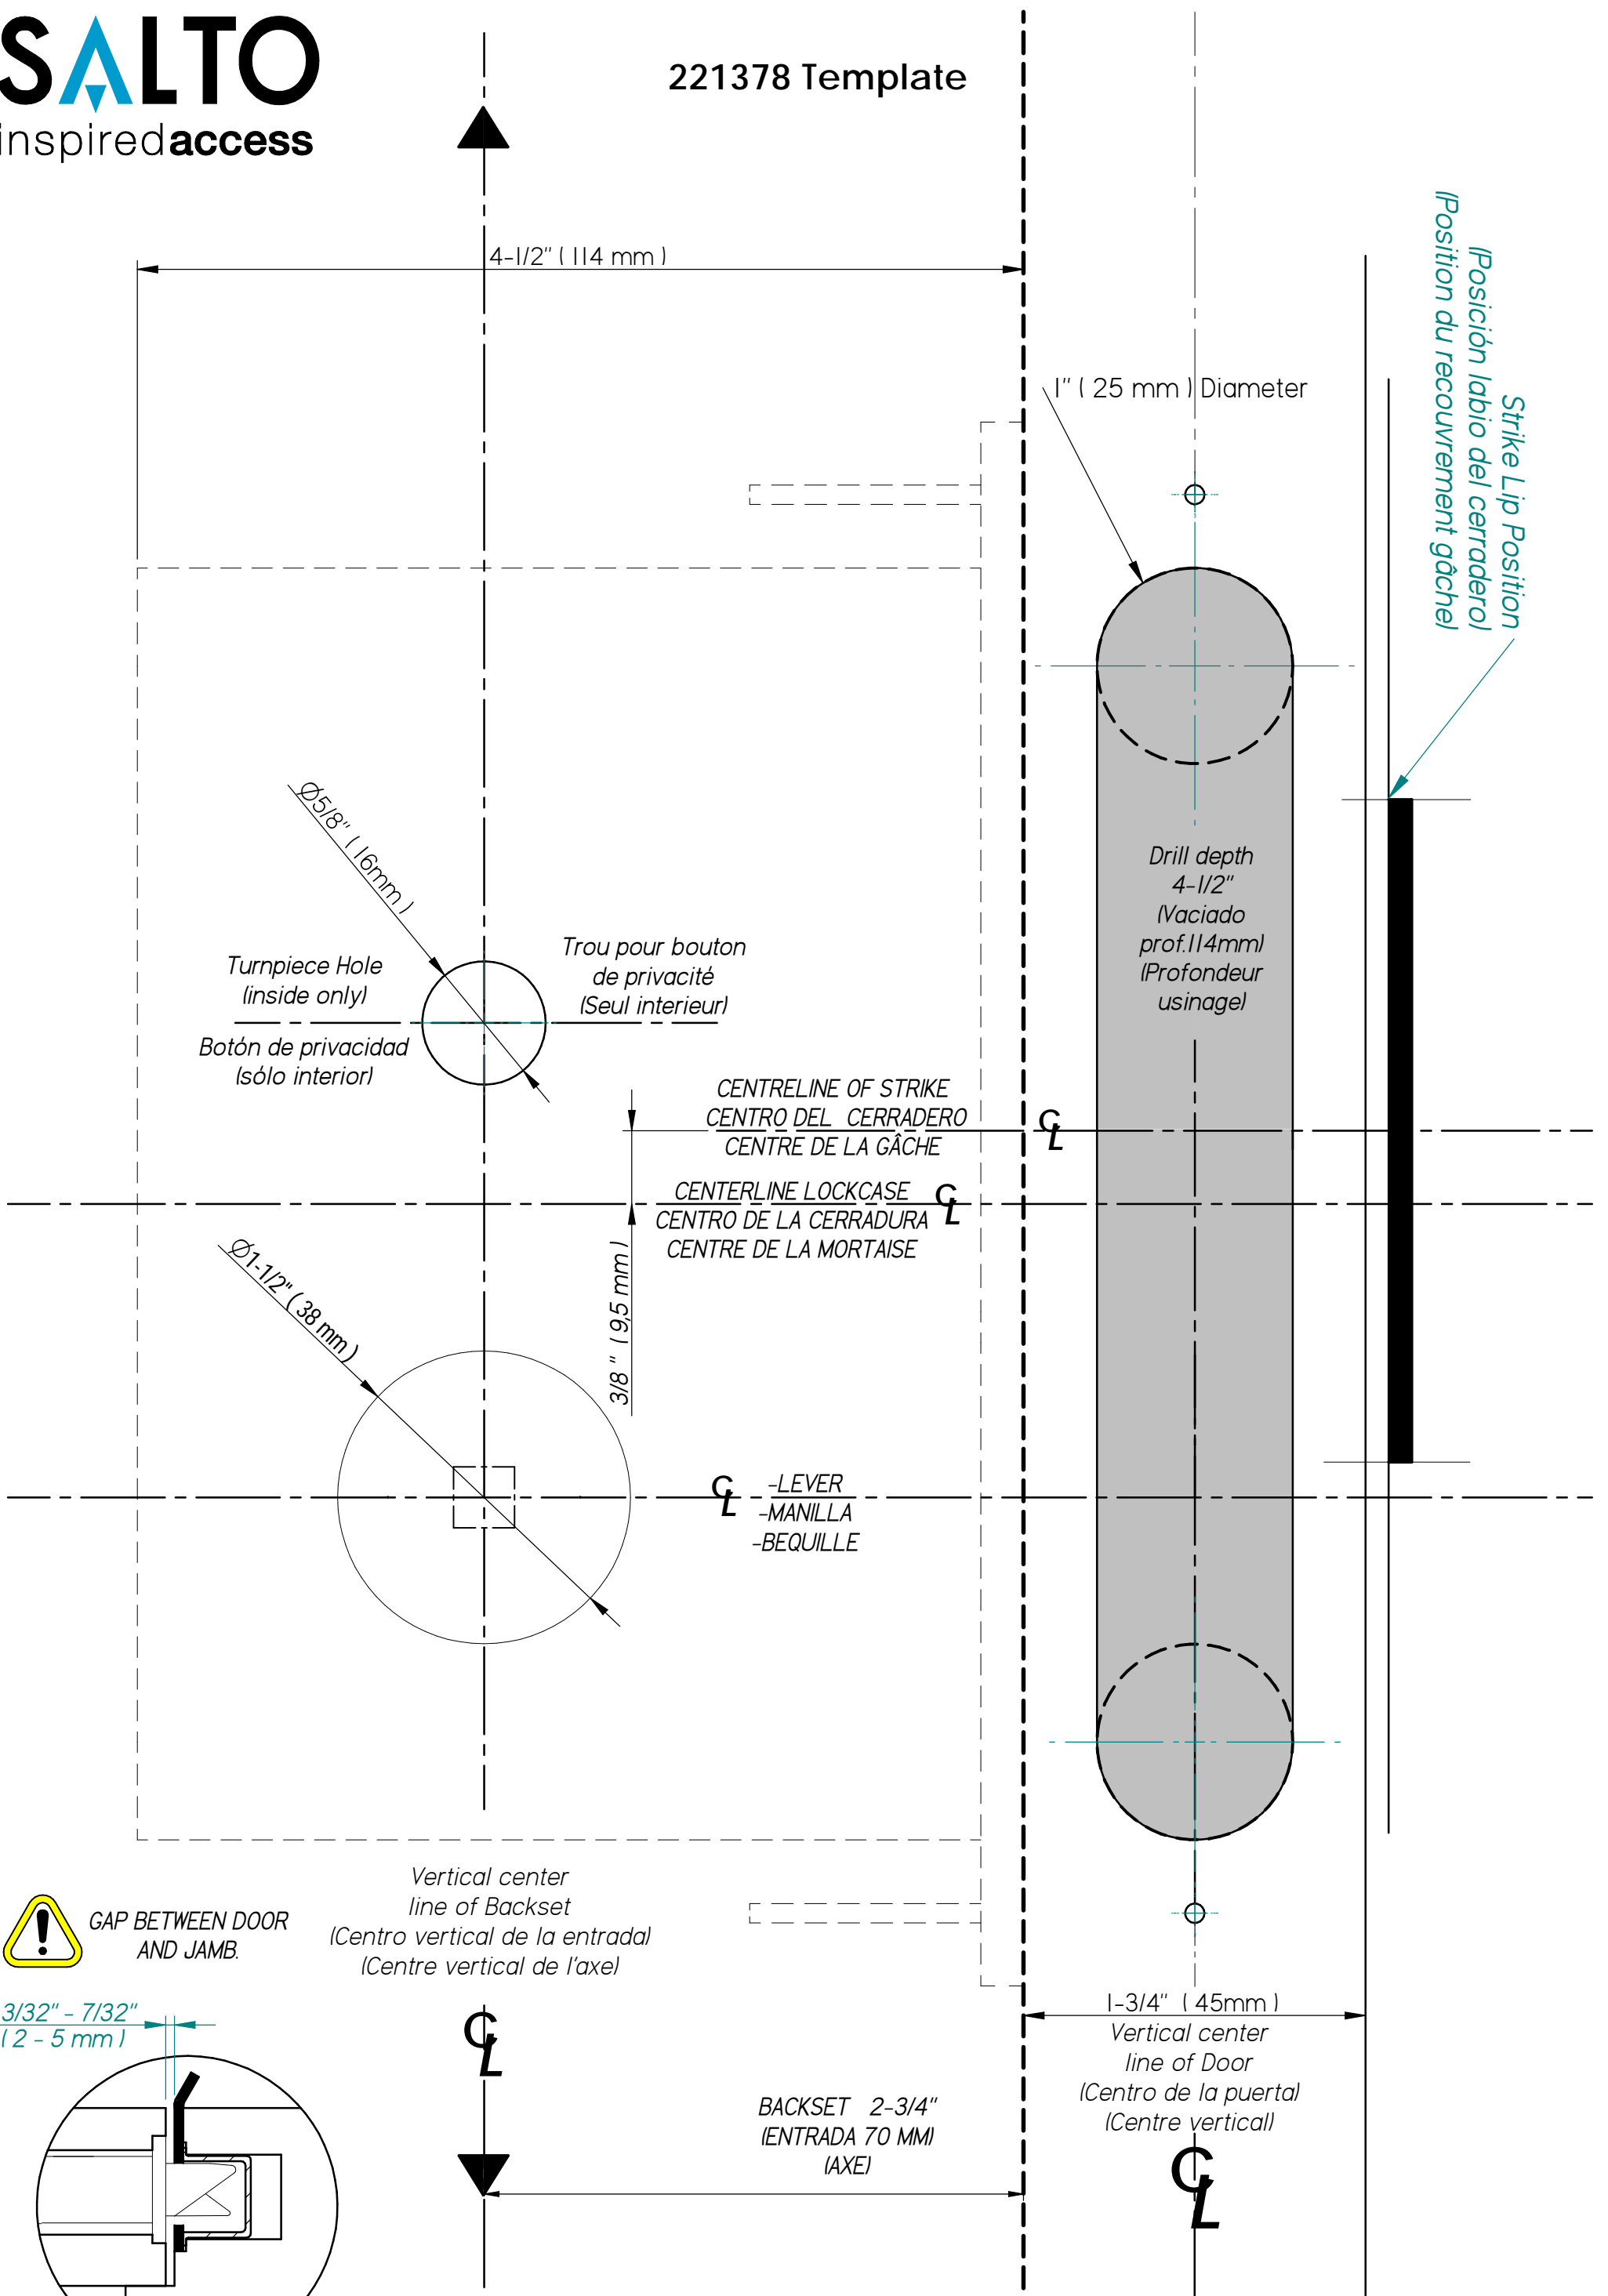 SALTO
inspiredaccess
221378 Template
4-1/2" ( 114 mm )
1" ( 25 mm ) Diameter
Strike Lip Position
(Posición labio del cerradero)
(Position du recouvrement gâche)
Ø5/8" ( 16mm )
Drill depth
4-1/2"
(Vaciado
prof.114mm)
(Profondeur
usinage)
Turnpiece Hole
(inside only)
Botón de privacidad
(sólo interior)
Trou pour bouton
de privacité
(Seul interieur)
CENTRELINE OF STRIKE
CENTRO DEL CERRADERO
CENTRE DE LA GÂCHE
CL
CENTERLINE LOCKCASE
CENTRO DE LA CERRADURA
CENTRE DE LA MORTAISE
CL
3/8 " ( 9,5 mm )
Ø1-1/2" ( 38 mm )
CL
-LEVER
-MANILLA
-BEQUILLE
GAP BETWEEN DOOR
AND JAMB.
3/32" - 7/32"
( 2 - 5 mm )
Vertical center
line of Backset
(Centro vertical de la entrada)
(Centre vertical de l'axe)
CL
BACKSET 2-3/4"
(ENTRADA 70 MM)
(AXE)
1-3/4" ( 45mm )
Vertical center
line of Door
(Centro de la puerta)
(Centre vertical)
CL